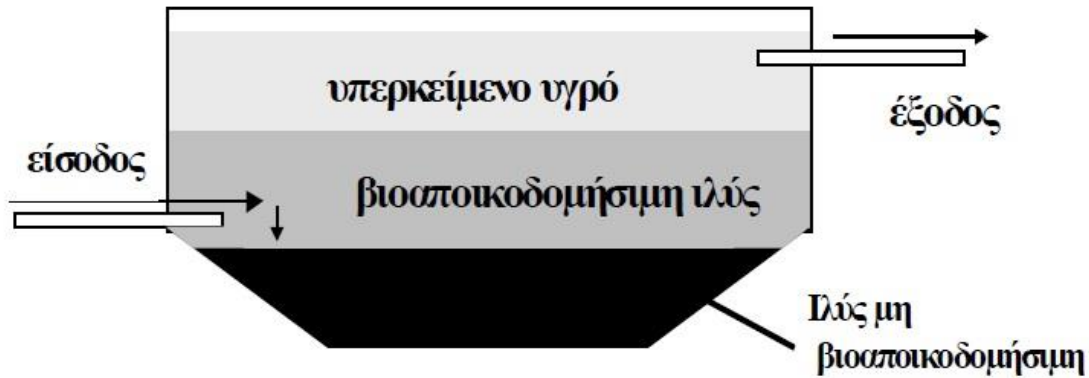 υπερκείμενο υγρό
έξοδος
είσοδος
βιοαποικοδομήσιμη ιλύς
Ιλύς μη
βιοαποικοδομήσιμη